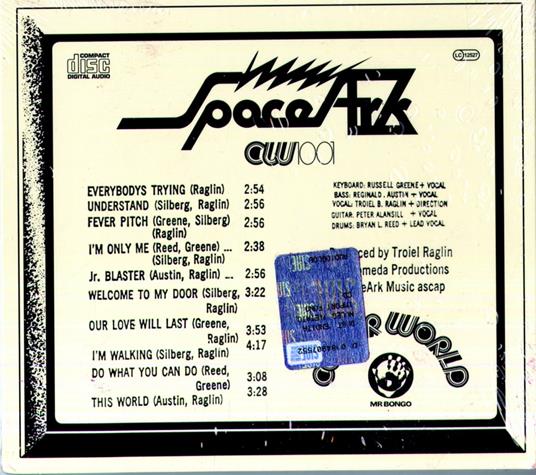 COMPACT
disc
DIGITAL AUDIO
LC 12527
SpaceArk
CW1001
EVERYBODYS TRYING (Raglin) 2:54
UNDERSTAND (Silberg, Raglin) 2:56
FEVER PITCH (Greene, Silberg) 2:56
(Raglin)
I'M ONLY ME (Reed, Greene) ... 2:38
(Silberg, Raglin)
Jr. BLASTER (Austin, Raglin) ... 2:56
WELCOME TO MY DOOR (Silberg, 3:22
Raglin)
OUR LOVE WILL LAST (Greene,
Raglin) 3:53
I'M WALKING (Silberg, Raglin) 4:17
DO WHAT YOU CAN DO (Reed,
Greene) 3:08
THIS WORLD (Austin, Raglin) 3:28
KEYBOARD: RUSSELL GREENE + VOCAL
BASS: REGINALD. AUSTIN + VOCAL
VOCAL: TROIEL B. RAGLIN + DIRECTION
GUITAR: PETER ALANSILL + VOCAL
DRUMS: BRYAN L. REED + LEAD VOCAL
by Troiel Raglin
Productions
Music ascap
WORLD
MR BONGO